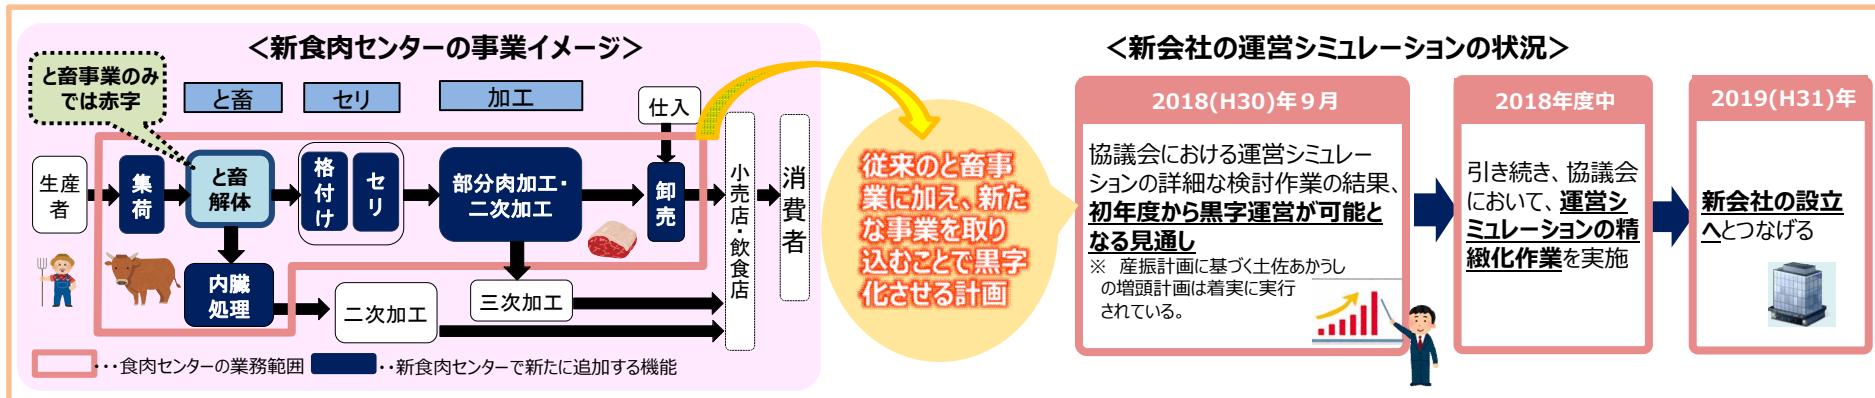 ＜新食肉センターの事業イメージ＞
と畜事業のみ
では赤字
と畜
セリ
加工
仕入
生産
者
集荷
と畜
解体
格付け
セリ
部分肉加工・
二次加工
卸売
小売店・飲食店
消費者
内臓
処理
二次加工
三次加工
・・・食肉センターの業務範囲
・・新食肉センターで新たに追加する機能
従来のと畜事
業に加え、新た
な事業を取り
込むことで黒字
化させる計画
＜新会社の運営シミュレーションの状況＞
2018(H30)年９月
協議会における運営シミュレー
ションの詳細な検討作業の結果、
初年度から黒字運営が可能と
なる見通し
※　産振計画に基づく土佐あかうし
の増頭計画は着実に実行
されている。
2018年度中
引き続き、協議会
において、運営シ
ミュレーションの精
緻化作業を実施
2019(H31)年
新会社の設立
へとつなげる